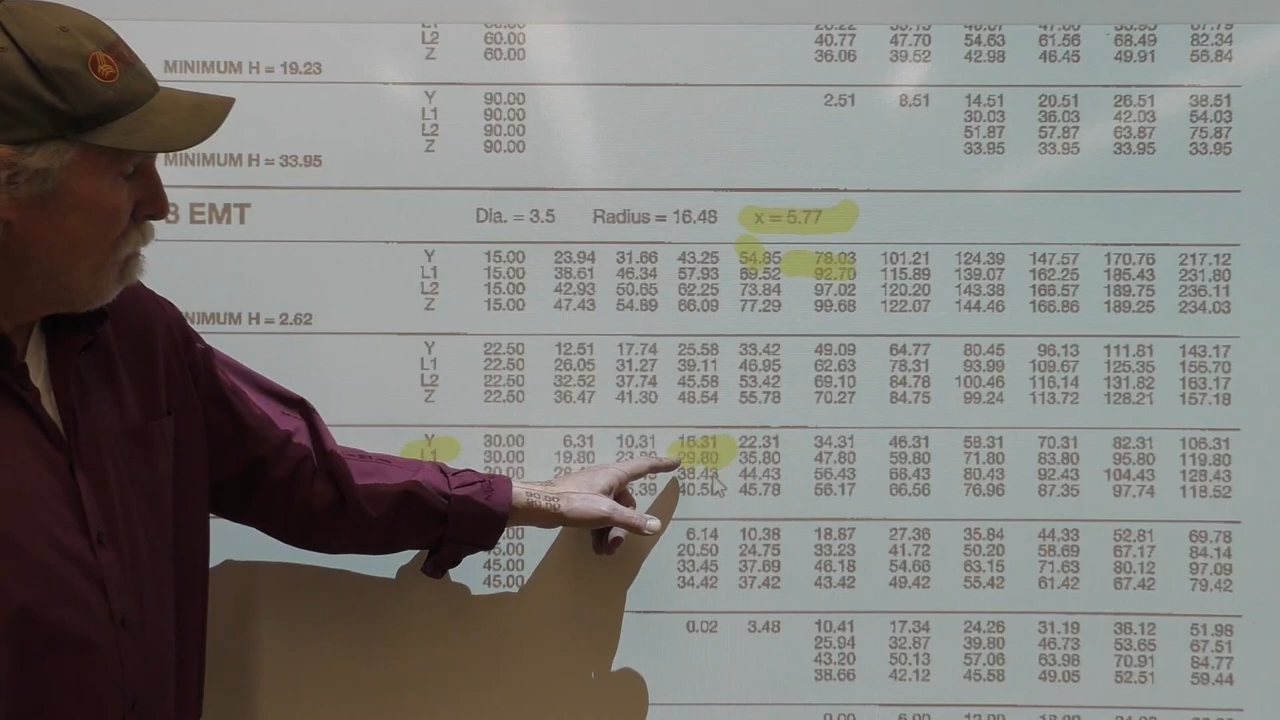 L2 60.00 40.77 47.70 54.63 61.56 68.49 82.34
Z 60.00 36.06 39.52 42.98 46.45 49.91 56.84
MINIMUM H = 19.23
Y 90.00 2.51 8.51 14.51 20.51 26.51 38.51
L1 90.00 30.03 36.03 42.03 54.03
L2 90.00 51.87 57.87 63.87 75.87
Z 90.00 33.95 33.95 33.95 33.95
MINIMUM H = 33.95
3 EMT Dia. = 3.5 Radius = 16.48 x = 5.77
Y 15.00 23.94 31.66 43.25 54.85 78.03 101.21 124.39 147.57 170.76 217.12
L1 15.00 38.61 46.34 57.93 69.52 92.70 115.89 139.07 162.25 185.43 231.80
L2 15.00 42.93 50.65 62.25 73.84 97.02 120.20 143.38 166.57 189.75 236.11
Z 15.00 47.43 54.89 66.09 77.29 99.68 122.07 144.46 166.86 189.25 234.03
NIMUM H = 2.62
Y 22.50 12.51 17.74 25.58 33.42 49.09 64.77 80.45 96.13 111.81 143.17
L1 22.50 26.05 31.27 39.11 46.95 62.63 78.31 93.99 109.67 125.35 156.70
L2 22.50 32.52 37.74 45.58 53.42 69.10 84.78 100.46 116.14 131.82 163.17
Z 22.50 36.47 41.30 48.54 55.78 70.27 84.75 99.24 113.72 128.21 157.18
Y 30.00 6.31 10.31 16.31 22.31 34.31 46.31 58.31 70.31 82.31 106.31
L1 30.00 19.80 29.80 35.80 47.80 59.80 71.80 83.80 95.80 119.80
30.00 38.43 44.43 56.43 68.43 80.43 92.43 104.43 128.43
45.78 56.17 66.56 76.96 87.35 97.74 118.52
90.00
90.00
6.14 10.38 18.87 27.36 35.84 44.33 52.81 69.78
45.00 20.50 24.75 33.23 41.72 50.20 58.69 67.17 84.14
45.00 33.45 37.69 46.18 54.66 63.15 71.63 80.12 97.09
45.00 34.42 37.42 43.42 49.42 55.42 61.42 67.42 79.42
0.02 3.48 10.41 17.34 24.26 31.19 38.12 51.98
25.94 32.87 39.80 46.73 53.65 67.51
43.20 50.13 57.06 63.98 70.91 84.77
38.66 42.12 45.58 49.05 52.51 59.44